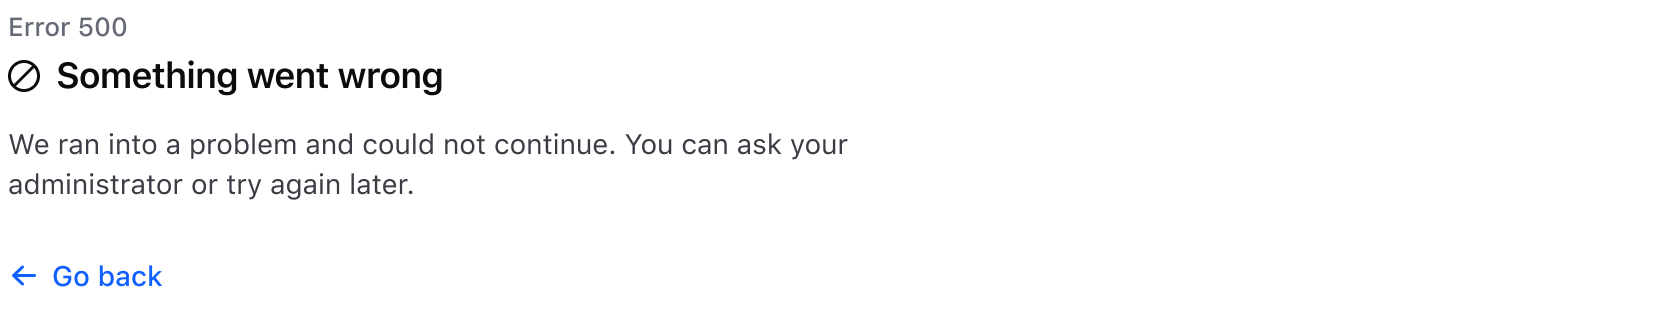 Error 500
Something went wrong
We ran into a problem and could not continue. You can ask your
administrator or try again later.
Go back